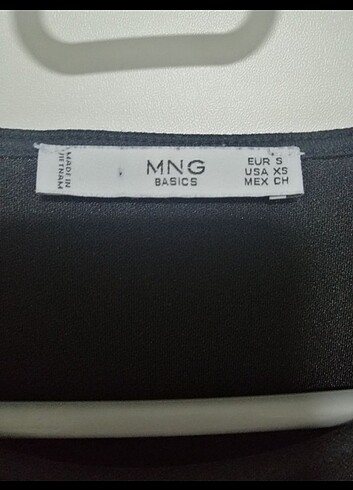 MADE IN
VIETNAM
MNG
BASICS
EUR S
USA XS
MEX CH